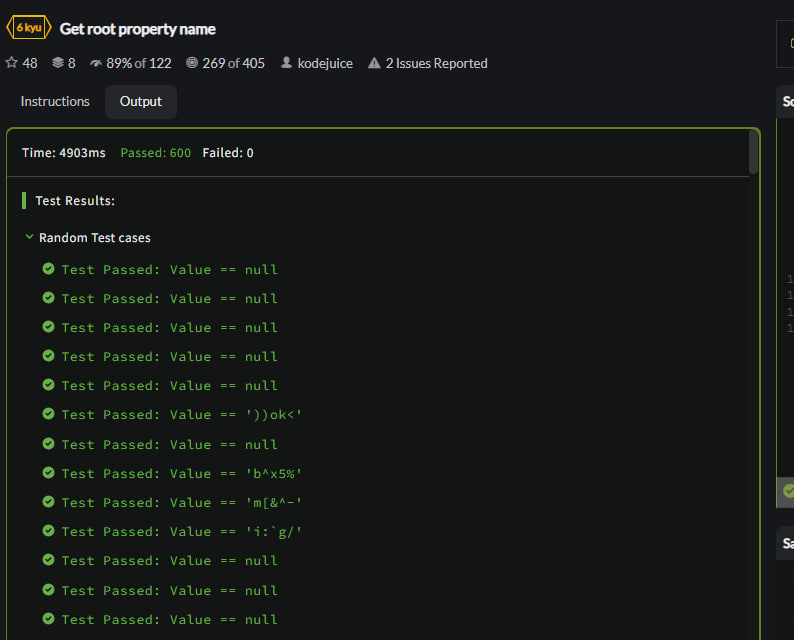 6 kyu Get root property name
48 8 89% of 122 269 of 405 kodejuice 2 Issues Reported
Instructions Output
Time: 4903ms Passed: 600 Failed: 0
Test Results:
Random Test cases
Test Passed: Value == null
Test Passed: Value == null
Test Passed: Value == null
Test Passed: Value == null
Test Passed: Value == null
Test Passed: Value == '))ok<'
Test Passed: Value == null
Test Passed: Value == 'b^x5%'
Test Passed: Value == 'm[&^-'
Test Passed: Value == 'i:`g/'
Test Passed: Value == null
Test Passed: Value == null
Test Passed: Value == null